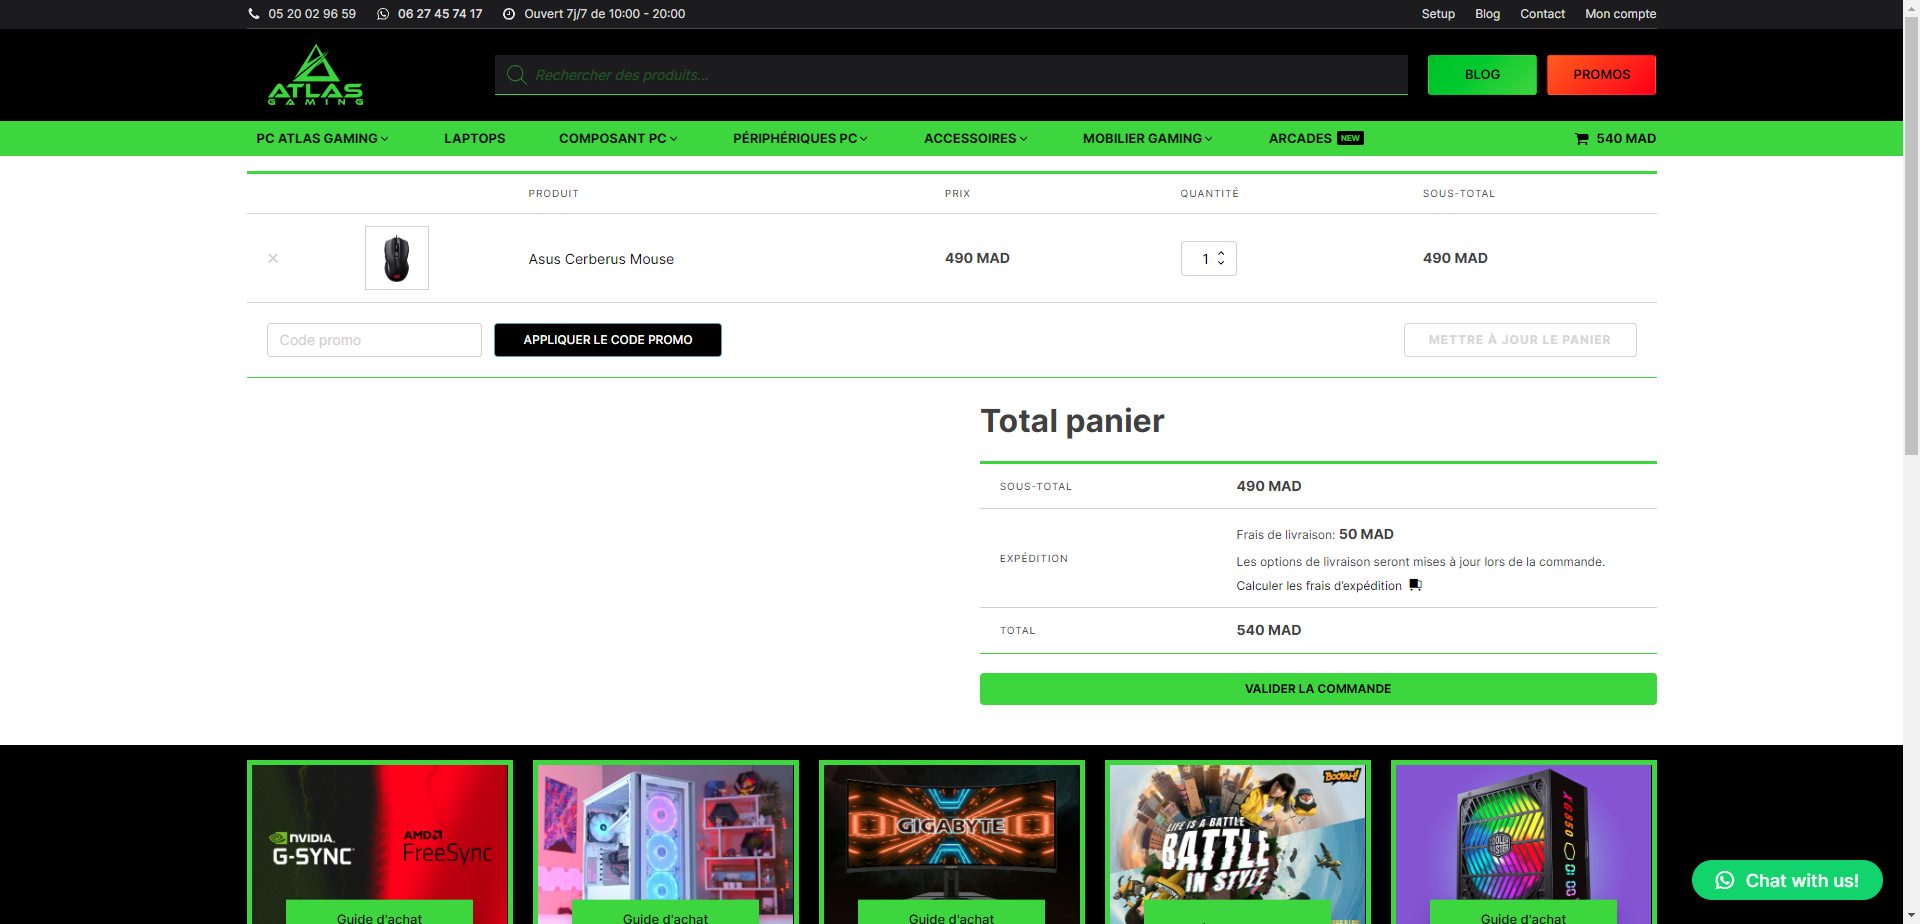 05 20 02 96 59 06 27 45 74 17 Ouvert 7j/7 de 10:00 - 20:00 Setup Blog Contact Mon compte
ATLAS
GAMING
Rechercher des produits...
BLOG PROMOS
PC ATLAS GAMING LAPTOPS COMPOSANT PC PÉRIPHÉRIQUES PC ACCESSOIRES MOBILIER GAMING ARCADES NEW 540 MAD
PRODUIT PRIX QUANTITÉ SOUS-TOTAL
× Asus Cerberus Mouse 490 MAD 1 490 MAD
Code promo APPLIQUER LE CODE PROMO METTRE À JOUR LE PANIER
Total panier
SOUS-TOTAL 490 MAD
EXPÉDITION
Frais de livraison: 50 MAD
Les options de livraison seront mises à jour lors de la commande.
Calculer les frais d'expédition
TOTAL 540 MAD
VALIDER LA COMMANDE
NVIDIA.
G-SYNC
AMD
FreeSync
Guide d'achat
Guide d'achat
GIGABYTE
Guide d'achat
BOOYAH!
LIFE IS A BATTLE
BATTLE
IN STYLE
COOLER MASTER
Guide d'achat
Chat with us!